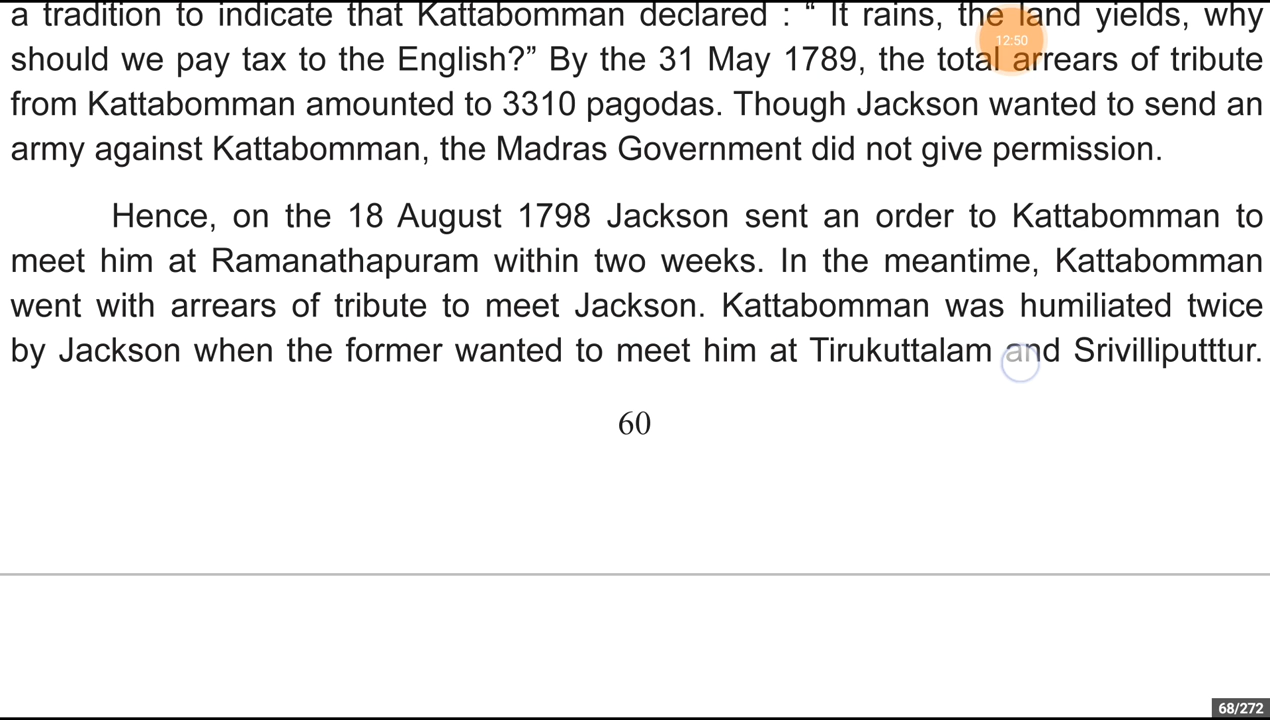 a tradition to indicate that Kattabomman declared : “ It rains, the land yields, why
12:50
should we pay tax to the English?” By the 31 May 1789, the total arrears of tribute
from Kattabomman amounted to 3310 pagodas. Though Jackson wanted to send an
army against Kattabomman, the Madras Government did not give permission.
Hence, on the 18 August 1798 Jackson sent an order to Kattabomman to
meet him at Ramanathapuram within two weeks. In the meantime, Kattabomman
went with arrears of tribute to meet Jackson. Kattabomman was humiliated twice
by Jackson when the former wanted to meet him at Tirukuttalam and Srivilliputttur.
60
68/272